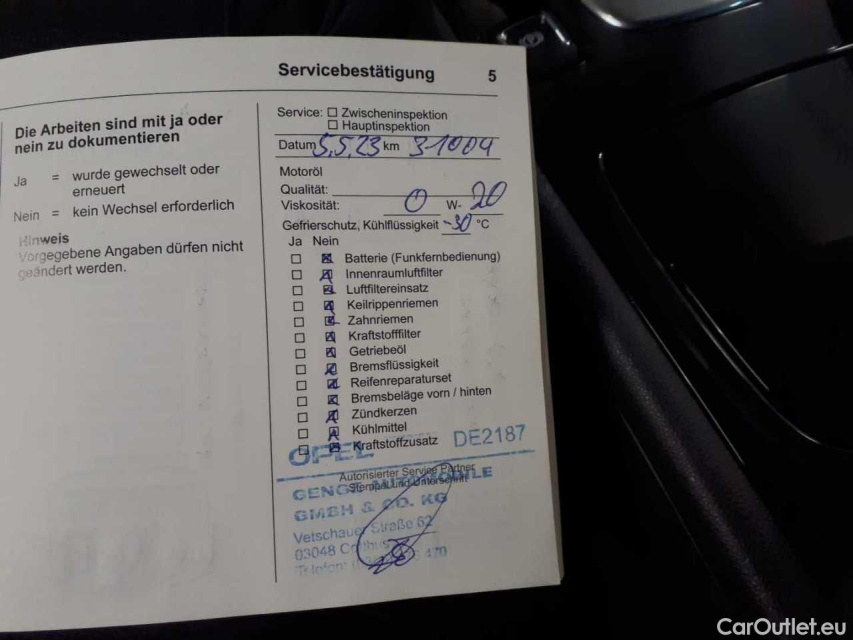 Servicebestätigung 5
Die Arbeiten sind mit ja oder
nein zu dokumentieren
Ja = wurde gewechselt oder
erneuert
Nein = kein Wechsel erforderlich
Hinweis
Vorgegebene Angaben dürfen nicht
geändert werden.
Service: ☐ Zwischeninspektion
☐ Hauptinspektion
Datum 5,5,23 km 31004
Motoröl
Qualität:
Viskosität: 0 W- 20
Gefrierschutz, Kühlflüssigkeit -30 °C
Ja Nein
Batterie (Funkfernbedienung)
Innenraumluftfilter
Luftfiltereinsatz
Keilrippenriemen
Zahnriemen
Kraftstofffilter
Getriebeöl
Bremsflüssigkeit
Reifenreparaturset
Bremsbeläge vorn / hinten
Zündkerzen
Kühlmittel
Kraftstoffzusatz
OPEL DE2187
Autorisierter Service Partner
Stempel und Unterschrift
GMBH & CO. KG
Vetschauer Straße 62
03048 Cottbus
CarOutlet.eu